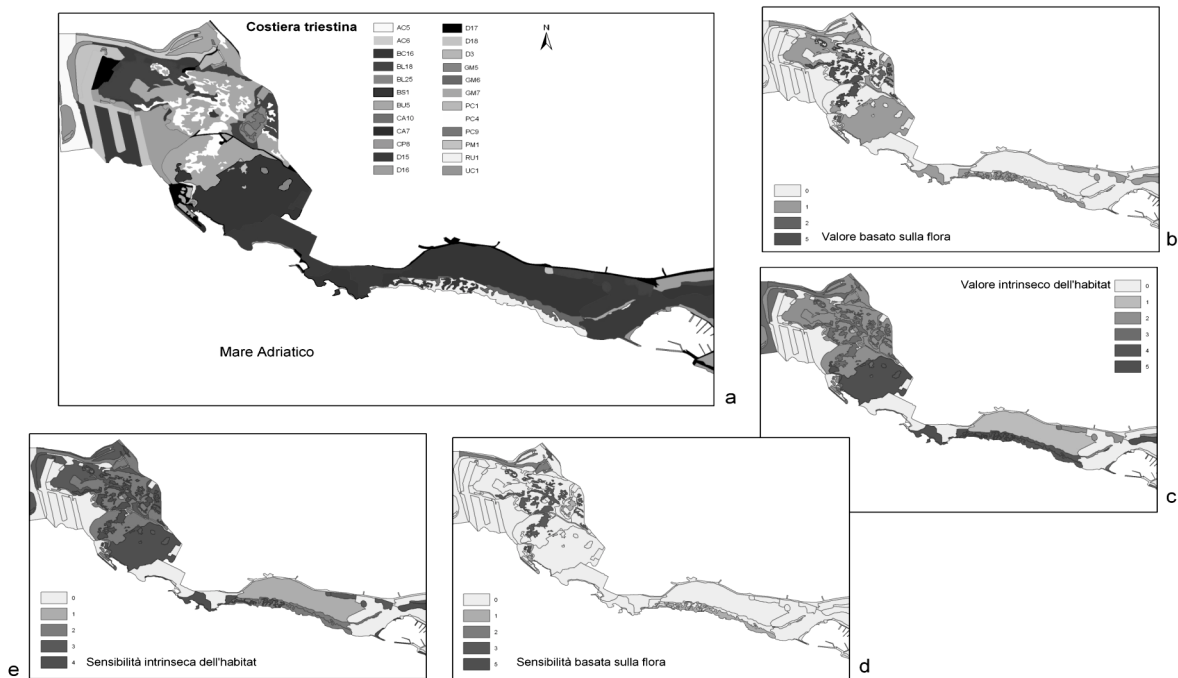 Costiera triestina
N
AC5
AC6
BC16
BL18
BL25
BS1
BU5
CA10
CA7
CP8
D15
D16
D17
D18
D3
GM5
GM6
GM7
PC1
PC4
PC9
PM1
RU1
UC1
Mare Adriatico
a
0
1
2
5
Valore basato sulla flora
b
Valore intrinseco dell'habitat
0
1
2
3
4
5
c
0
1
2
3
4
Sensibilità intrinseca dell'habitat
e
0
1
2
3
5
Sensibilità basata sulla flora
d